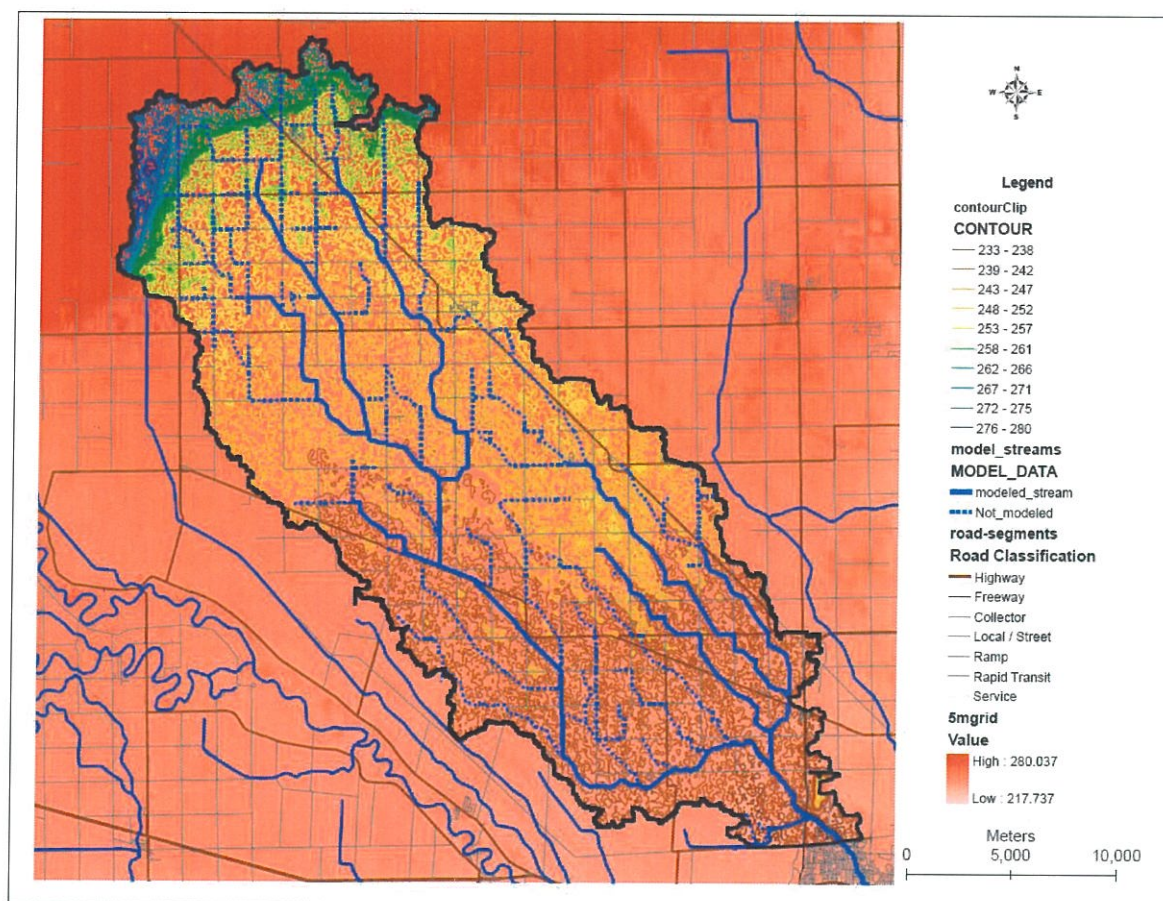 N
W E
S
Legend
contourClip
CONTOUR
233 - 238
239 - 242
243 - 247
248 - 252
253 - 257
258 - 261
262 - 266
267 - 271
272 - 275
276 - 280
model_streams
MODEL_DATA
modeled_stream
Not_modeled
road-segments
Road Classification
Highway
Freeway
Collector
Local / Street
Ramp
Rapid Transit
Service
5mgrid
Value
High : 280.037
Low : 217.737
Meters
0 5,000 10,000